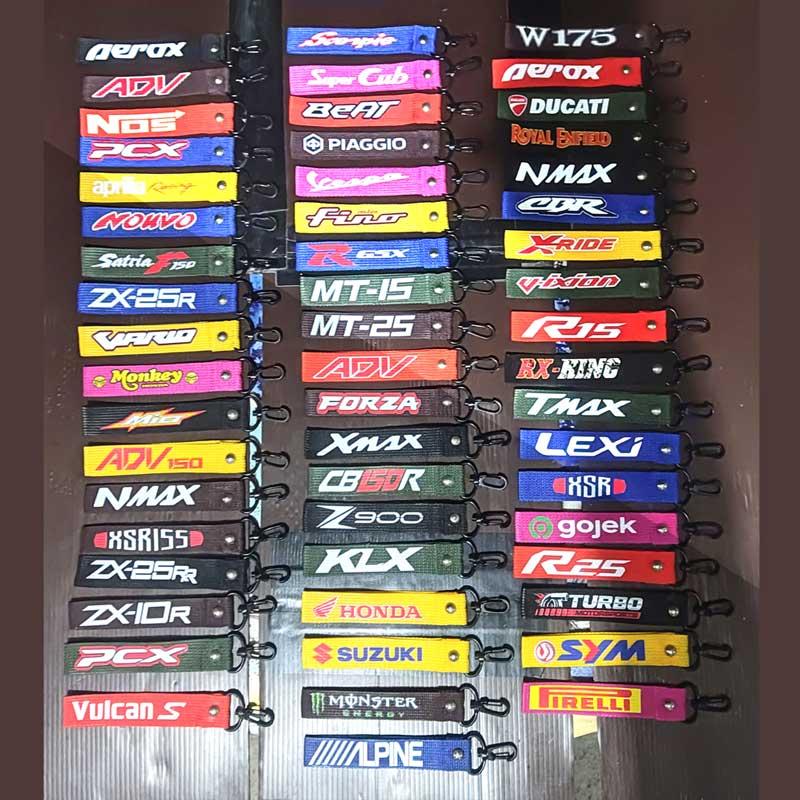 aerox
ADV
NOS
PCX
aprilia Racing
NOUVO
Satria F150
ZX-25R
VARIO
Monkey
Mio
ADV150
NMAX
XSR155
ZX-25RR
ZX-10R
PCX
Vulcan S
Scorpio
Super Cub
BeAT
PIAGGIO
Vespa
Fino
R GSX
MT-15
MT-25
ADV
FORZA
XMAX
CB150R
Z900
KLX
HONDA
SUZUKI
MONSTER
ENERGY
ALPINE
W175
aerox
DUCATI
ROYAL ENFIELD
NMAX
CBR
X-RIDE
V-ixion
R15
RX-KING
TMAX
LEXi
XSR
gojek
R25
TURBO
MOTORSPORTS
SYM
PIRELLI